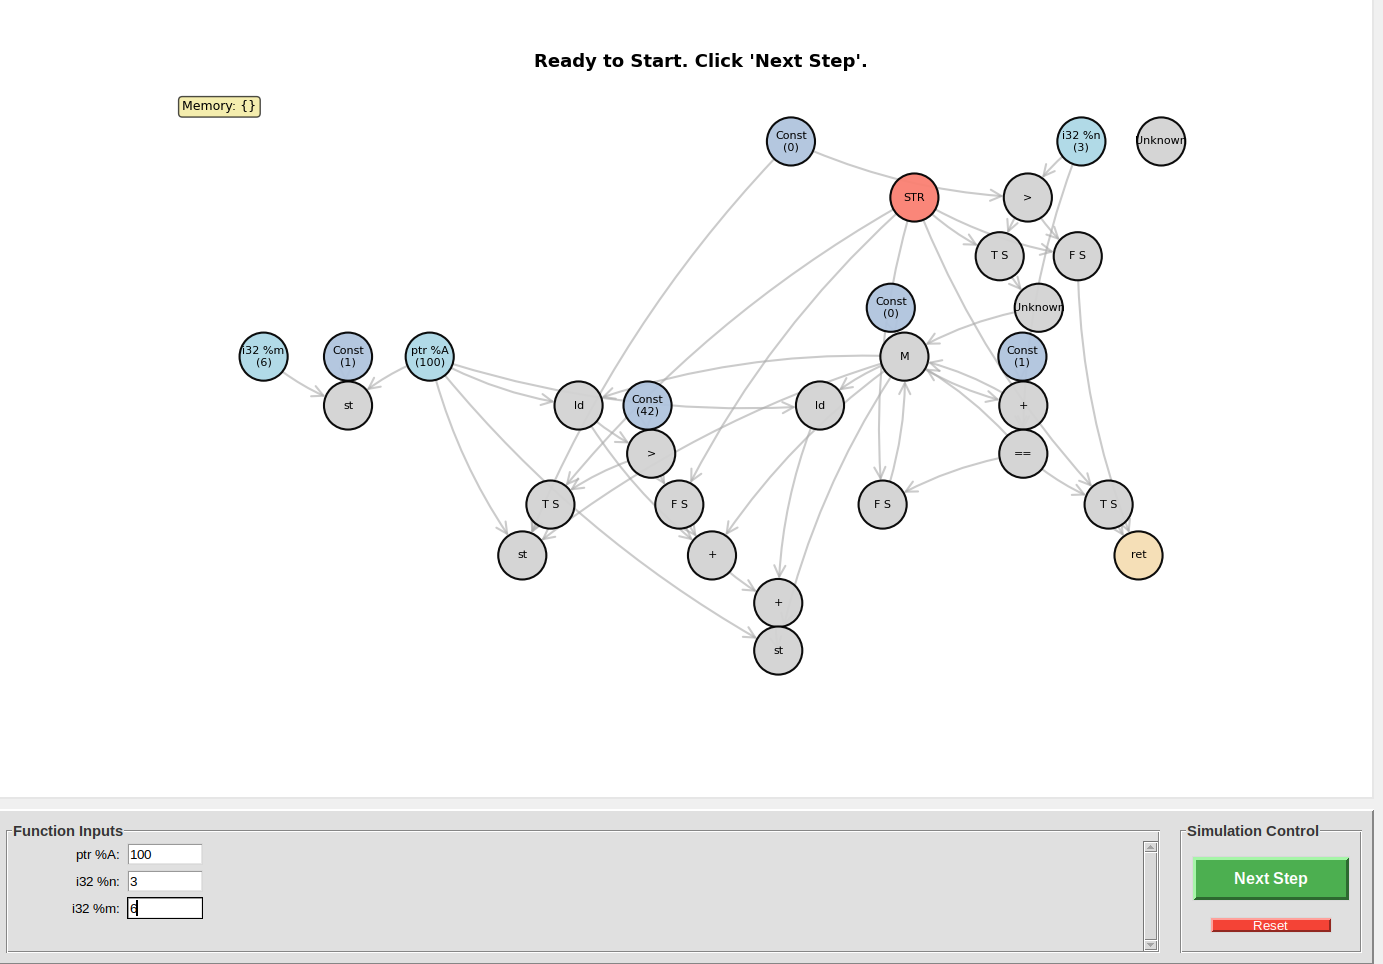 Ready to Start. Click 'Next Step'.
Memory: {}
Const
(0)
i32 %n
(3)
Unknown
STR
>
T S
F S
Const
(0)
Unknown
i32 %m
(6)
Const
(1)
ptr %A
(100)
M
Const
(1)
st
ld
Const
(42)
ld
+
>
==
T S
F S
F S
T S
st
+
ret
+
st
Function Inputs
ptr %A: 100
i32 %n: 3
i32 %m: 6
Simulation Control
Next Step
Reset